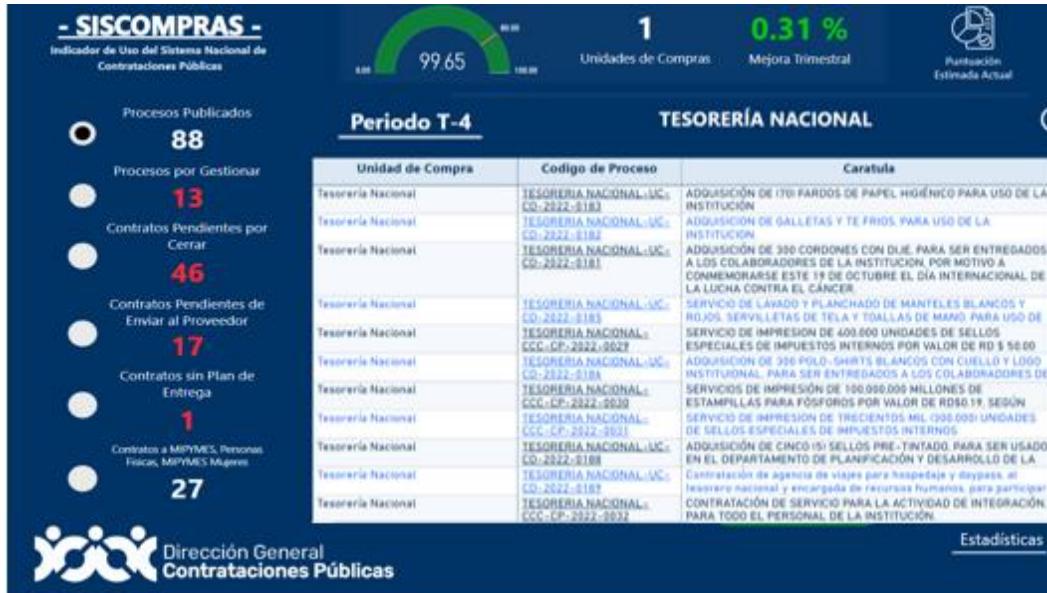 - SISCOMPRAS -
Indicador de Uso del Sistema Nacional de
Contrataciones Públicas
0.00
99.65
80.00
100.00
1
Unidades de Compras
0.31 %
Mejora Trimestral
Puntuación
Estimada Actual
Procesos Publicados
88
Procesos por Gestionar
13
Contratos Pendientes por
Cerrar
46
Contratos Pendientes de
Enviar al Proveedor
17
Contratos sin Plan de
Entrega
1
Contratos a MIPYMES, Personas
Físicas, MIPYMES Mujeres
27
Periodo T-4
TESORERÍA NACIONAL
Unidad de Compra
Codigo de Proceso
Caratula
Tesorería Nacional
TESORERIA NACIONAL-UC-
CD-2022-0183
ADQUISICIÓN DE (70) FARDOS DE PAPEL HIGIÉNICO PARA USO DE LA
INSTITUCIÓN
Tesorería Nacional
TESORERIA NACIONAL-UC-
CD-2022-0182
ADQUISICIÓN DE GALLETAS Y TE FRIOS, PARA USO DE LA
INSTITUCION
Tesorería Nacional
TESORERIA NACIONAL-UC-
CD-2022-0181
ADQUISICIÓN DE 300 CORDONES CON DIJE, PARA SER ENTREGADOS
A LOS COLABORADORES DE LA INSTITUCION, POR MOTIVO A
CONMEMORARSE ESTE 19 DE OCTUBRE EL DÍA INTERNACIONAL DE
LA LUCHA CONTRA EL CÁNCER.
Tesorería Nacional
TESORERIA NACIONAL-UC-
CD-2022-0185
SERVICIO DE LAVADO Y PLANCHADO DE MANTELES BLANCOS Y
ROJOS, SERVILLETAS DE TELA Y TOALLAS DE MANO, PARA USO DE
Tesorería Nacional
TESORERIA NACIONAL-
CCC-CP-2022-0029
SERVICIO DE IMPRESION DE 400,000 UNIDADES DE SELLOS
ESPECIALES DE IMPUESTOS INTERNOS POR VALOR DE RD $ 50.00
Tesorería Nacional
TESORERIA NACIONAL-UC-
CD-2022-0186
ADQUISICIÓN DE 300 POLO-SHIRTS BLANCOS CON CUELLO Y LOGO
INSTITUIONAL, PARA SER ENTREGADOS A LOS COLABORADORES DE
Tesorería Nacional
TESORERIA NACIONAL-
CCC-CP-2022-0030
SERVICIOS DE IMPRESIÓN DE 100,000,000 MILLONES DE
ESTAMPILLAS PARA FÓSFOROS POR VALOR DE RD$0.19, SEGÚN
Tesorería Nacional
TESORERIA NACIONAL-
CCC-CP-2022-0031
SERVICIO DE IMPRESION DE TRECIENTOS MIL (300,000) UNIDADES
DE SELLOS ESPECIALES DE IMPUESTOS INTERNOS
Tesorería Nacional
TESORERIA NACIONAL-UC-
CD-2022-0188
ADQUISICIÓN DE CINCO (5) SELLOS PRE-TINTADO, PARA SER USADO
EN EL DEPARTAMENTO DE PLANIFICACIÓN Y DESARROLLO DE LA
Tesorería Nacional
TESORERIA NACIONAL-UC-
CD-2022-0189
Contratación de agencia de viajes para hospedaje y daypass, al
tesorero nacional y encargada de recursos humanos, para participar
Tesorería Nacional
TESORERIA NACIONAL-
CCC-CP-2022-0032
CONTRATACIÓN DE SERVICIO PARA LA ACTIVIDAD DE INTEGRACIÓN,
PARA TODO EL PERSONAL DE LA INSTITUCIÓN.
Estadísticas
Dirección General
Contrataciones Públicas